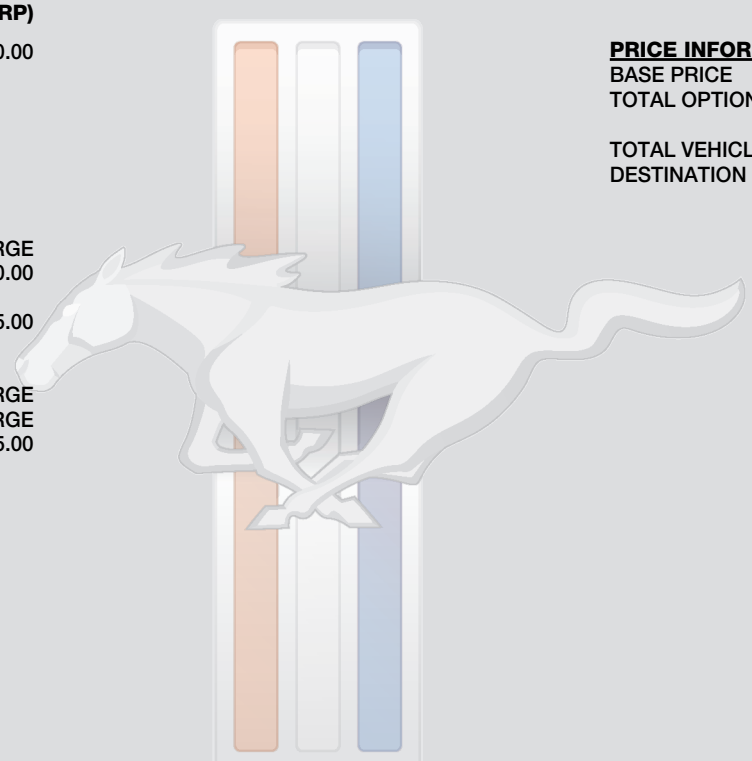 RP)
0.00
RGE
0.00
5.00
RGE
RGE
5.00
PRICE INFOR
BASE PRICE
TOTAL OPTION
TOTAL VEHICL
DESTINATION